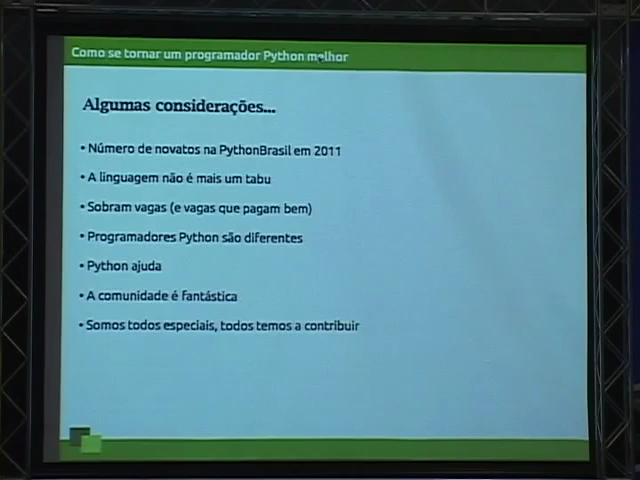 Como se tornar um programador Python melhor
Algumas considerações...
• Número de novatos na PythonBrasil em 2011
• A linguagem não é mais um tabu
• Sobram vagas (e vagas que pagam bem)
• Programadores Python são diferentes
• Python ajuda
• A comunidade é fantástica
• Somos todos especiais, todos temos a contribuir